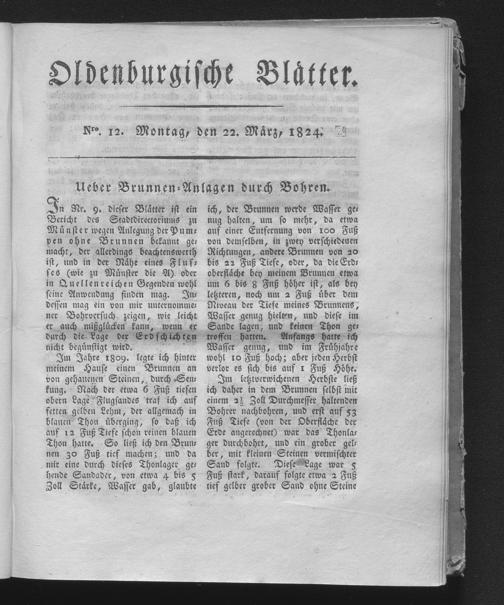 Oldenburgische Blätter.
Nro. 12. Montag, den 22. März, 1824.
Ueber Brunnen-Anlagen durch Bohren.
In Nr. 9. dieser Blätter ist ein
Bericht des Stadtdirectoriums zu
Münster wegen Anlegung der Pum-
pen ohne Brunnen bekannt ge-
macht, der allerdings beachtenswerth
ist, und in der Nähe eines Flus-
ses (wie zu Münster die A) oder
in Quellenreichen Gegenden wohl
seine Anwendung finden mag. In-
dessen mag ein von mir unternomme-
ner Bohrversuch zeigen, wie leicht
er auch mißglücken kann, wenn er
durch die Lage der Erdschichten
nicht begünstigt wird.
Im Jahre 1809. legte ich hinter
meinem Hause einen Brunnen an
von gehauenen Steinen, durch Sen-
kung. Nach der etwa 6 Fuß tiefen
obern Lage Flugsandes traf ich auf
fetten gelben Lehm, der allgemach in
blauen Thon überging, so daß ich
auf 12 Fuß Tiefe schon reinen blauen
Thon hatte. So ließ ich den Brun-
nen 30 Fuß tief machen; und da
mit eine durch dieses Thonlager ge-
hende Sandader, von etwa 4 bis 5
Zoll Stärke, Wasser gab, glaubte
ich, der Brunnen werde Wasser ge-
nug halten, um so mehr, da etwa
auf einer Entfernung von 100 Fuß
von demselben, in zwey verschiedenen
Richtungen, andere Brunnen von 20
bis 22 Fuß Tiefe, oder, da die Erd-
oberfläche bey meinem Brunnen etwa
um 6 bis 8 Fuß höher ist, als bey
letzteren, noch um 2 Fuß über dem
Niveau der Tiefe meines Brunnens,
Wasser genug hielten, und diese im
Sande lagen, und keinen Thon ge-
troffen hatten. Anfangs hatte ich
Wasser genug, und im Frühjahre
wohl 10 Fuß hoch; aber jeden Herbst
verlor es sich bis auf 1 Fuß Höhe.
Im letztverwichenen Herbste ließ
ich daher in dem Brunnen selbst mit
einem 2½ Zoll Durchmesser haltenden
Bohrer nachbohren, und erst auf 53
Fuß Tiefe (von der Oberfläche der
Erde angerechnet) war das Thonla-
ger durchbohrt, und ein grober gel-
ber, mit kleinen Steinen vermischter
Sand folgte. Diese Lage war 5
Fuß stark, darauf folgte etwa 2 Fuß
tief gelber grober Sand ohne Steine